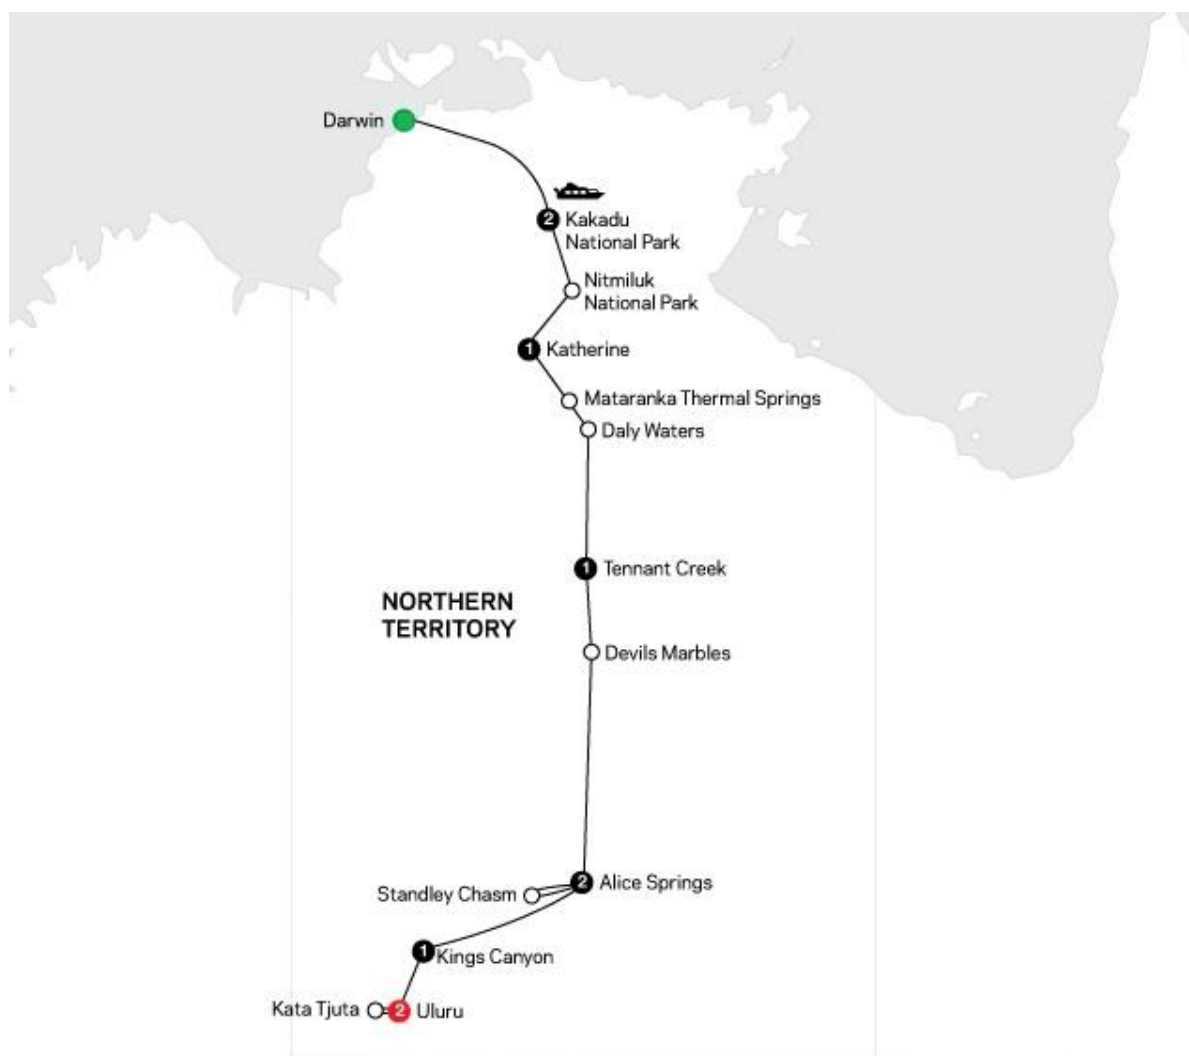 Darwin
2
Kakadu
National Park
Nitmiluk
National Park
1
Katherine
Mataranka Thermal Springs
Daly Waters
1
Tennant Creek
NORTHERN
TERRITORY
Devils Marbles
2
Alice Springs
Standley Chasm
1
Kings Canyon
Kata Tjuta
2
Uluru